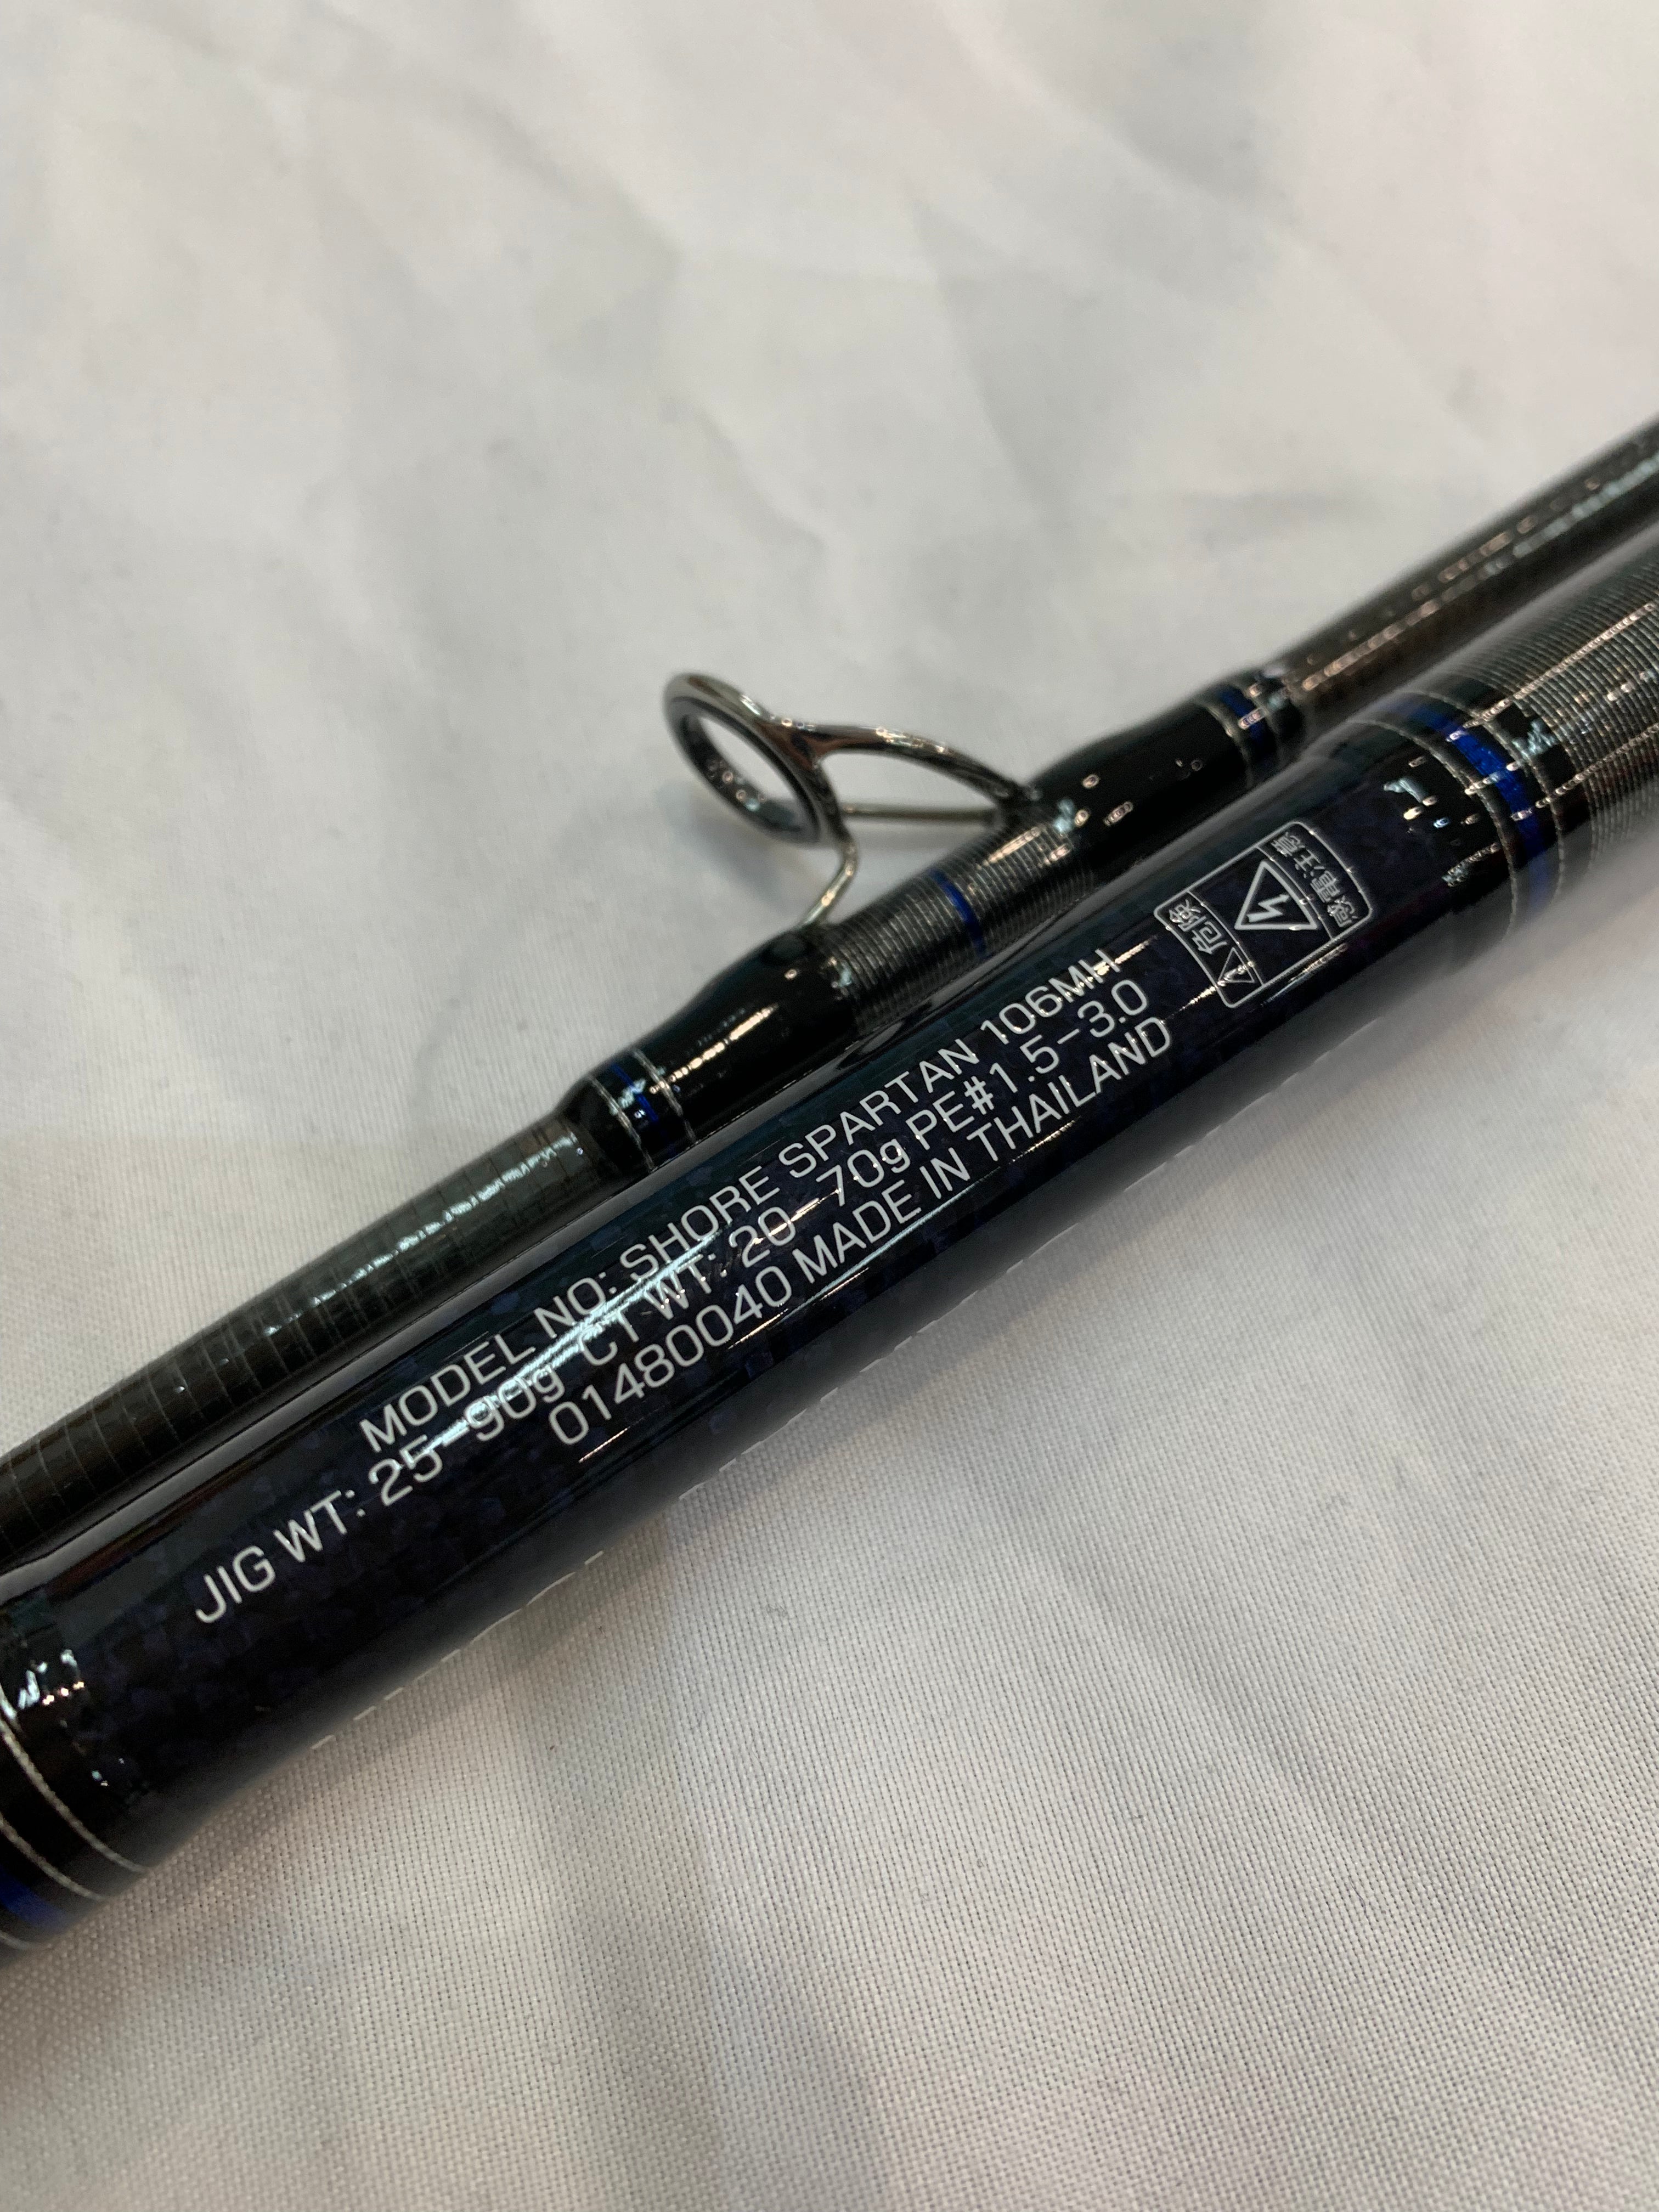 MODEL NO: SHORE SPARTAN 106MH
JIG WT: 25-90g CT WT: 20-70g PE#1.5-3.0
01480040 MADE IN THAILAND
危険
感電注意